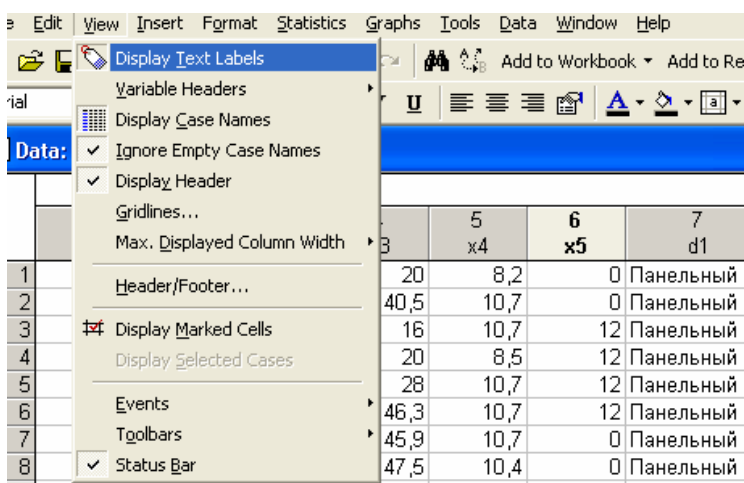 Edit View Insert Format Statistics Graphs Tools Data Window Help
Display Text Labels
Add to Workbook Add to Re
Variable Headers
rial
U
A
a
Display Case Names
Data:
Ignore Empty Case Names
Display Header
Gridlines...
5 6 7
Max. Displayed Column Width
3 x4 x5 d1
1 20 8,2 0 Панельный
Header/Footer...
2 40,5 10,7 0 Панельный
3 Display Marked Cells 16 10,7 12 Панельный
4 Display Selected Cases 20 8,5 12 Панельный
5 28 10,7 12 Панельный
Events
6 46,3 10,7 12 Панельный
7 Toolbars 45,9 10,7 0 Панельный
8 Status Bar 47,5 10,4 0 Панельный